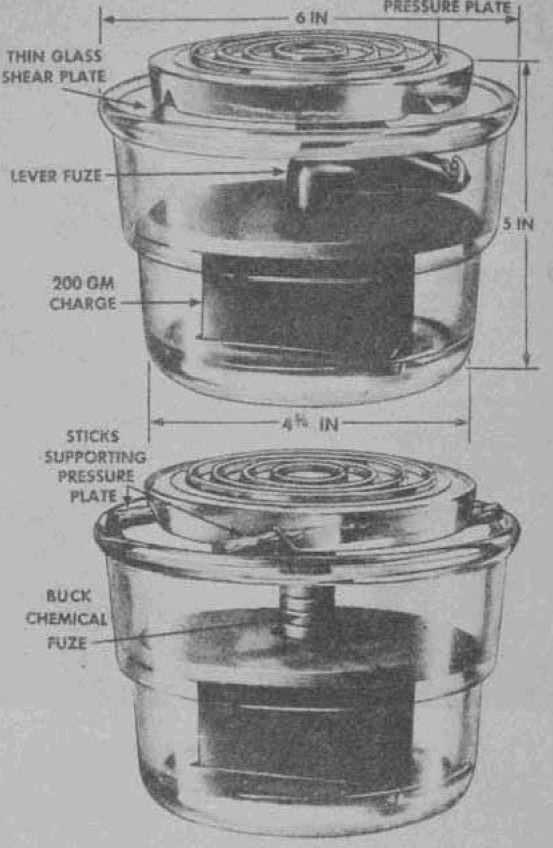 PRESSURE PLATE
6 IN
THIN GLASS
SHEAR PLATE
LEVER FUZE
5 IN
200 GM
CHARGE
4¾ IN
STICKS
SUPPORTING
PRESSURE
PLATE
BUCK
CHEMICAL
FUZE